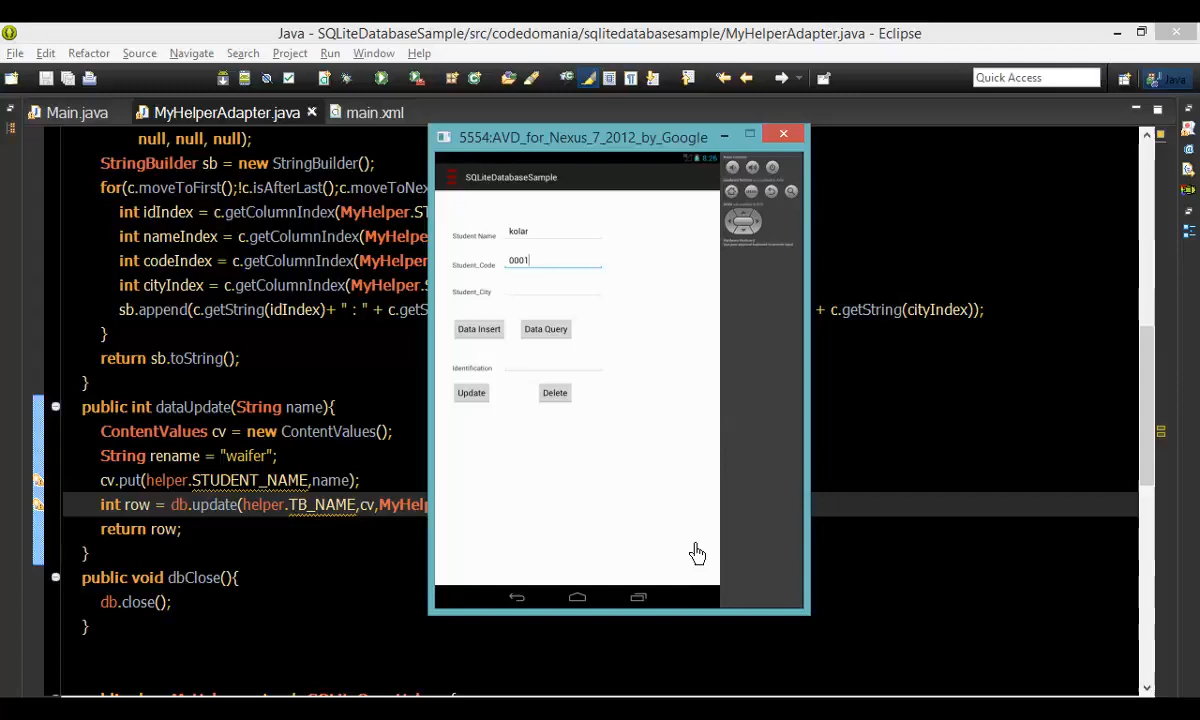 Java - SQLiteDatabaseSample/src/codedomania/sqlitedatabasesample/MyHelperAdapter.java - Eclipse
File Edit Refactor Source Navigate Search Project Run Window Help
Quick Access
Java
Main.java MyHelperAdapter.java main.xml
null, null, null);
StringBuilder sb = new StringBuilder();
for(c.moveToFirst();!c.isAfterLast();c.moveToNex
int idIndex = c.getColumnIndex(MyHelper.ST
int nameIndex = c.getColumnIndex(MyHelper
int codeIndex = c.getColumnIndex(MyHelper
int cityIndex = c.getColumnIndex(MyHelper.S
sb.append(c.getString(idIndex)+ " : " + c.getS + c.getString(cityIndex));
}
return sb.toString();
}
public int dataUpdate(String name){
ContentValues cv = new ContentValues();
String rename = "waifer";
cv.put(helper.STUDENT_NAME,name);
int row = db.update(helper.TB_NAME,cv,MyHelp
return row;
}
public void dbClose(){
db.close();
}
5554:AVD_for_Nexus_7_2012_by_Google
8:26
SQLiteDatabaseSample
Student Name kolar
Student_Code 0001
Student_City
Data Insert Data Query
Identification
Update Delete